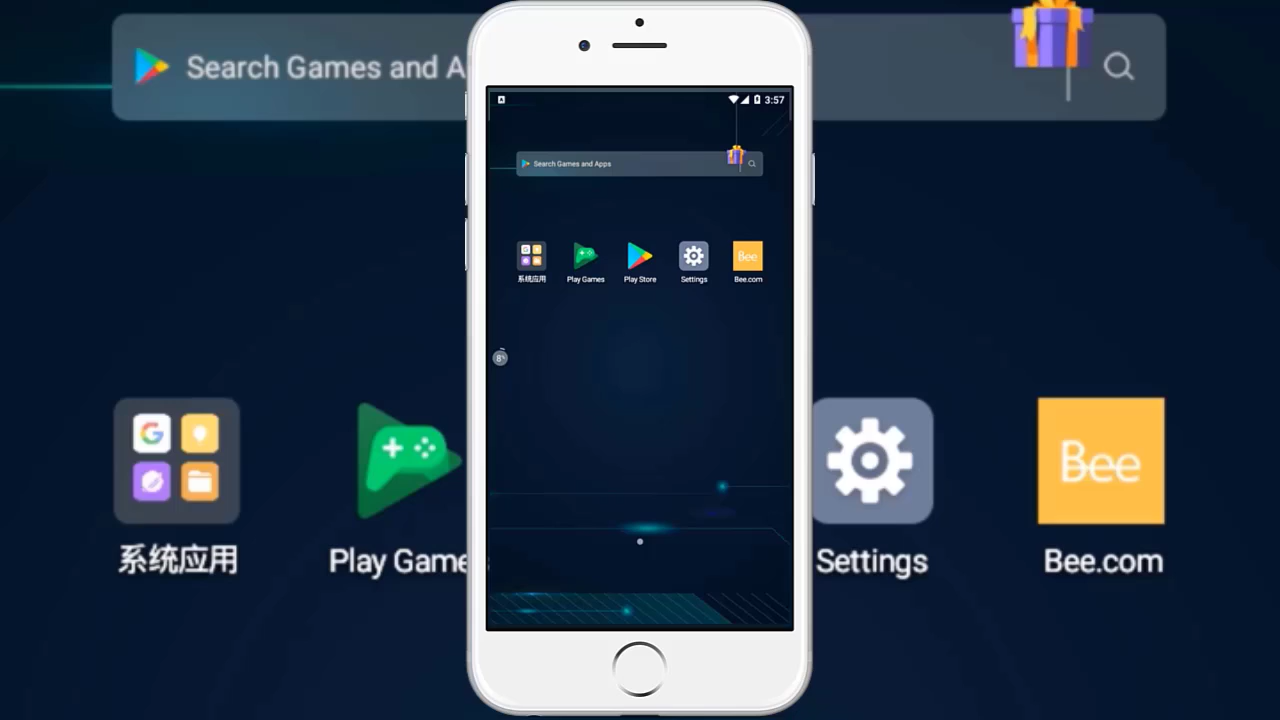 Search Games and A
3:57
Search Games and Apps
Bee
系统应用
Play Games
Play Store
Settings
Bee.com
8
Bee
系统应用
Play Game
Settings
Bee.com